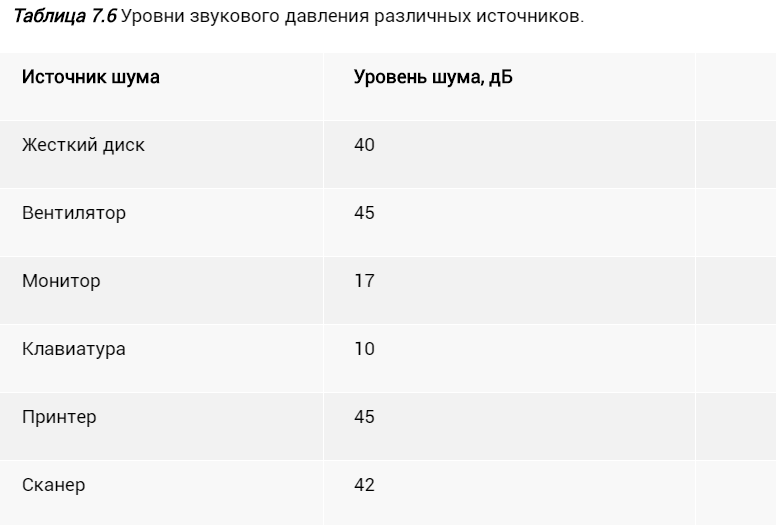 Таблица 7.6 Уровни звукового давления различных источников.
Источник шума Уровень шума, дБ
Жесткий диск 40
Вентилятор 45
Монитор 17
Клавиатура 10
Принтер 45
Сканер 42